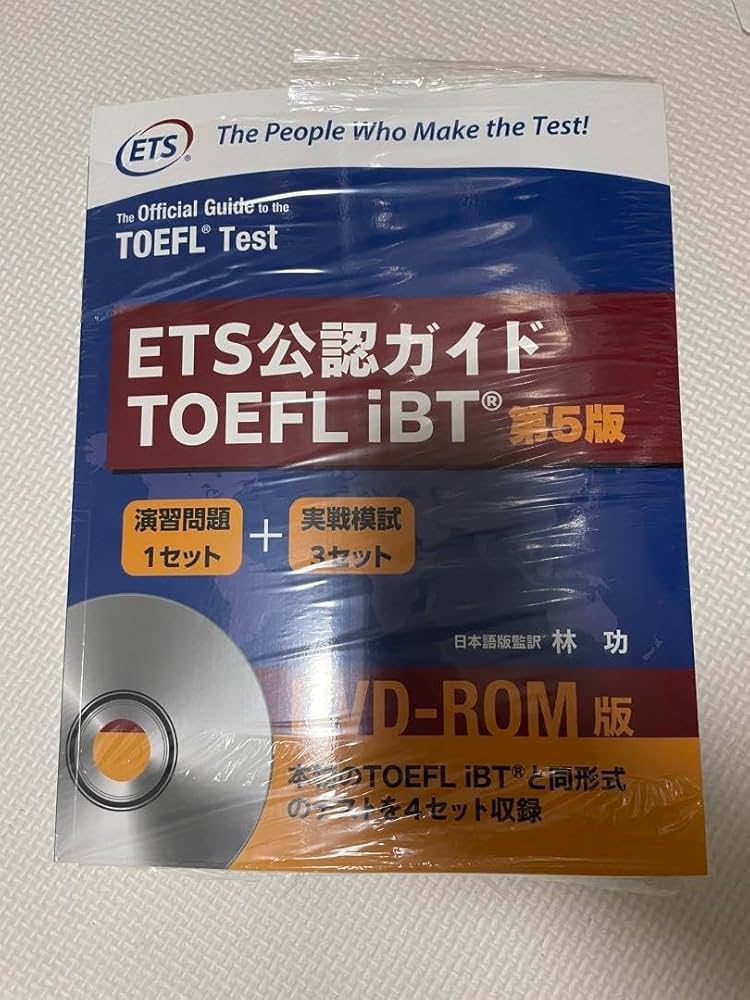 ETS®
The People Who Make the Test!
The Official Guide to the
TOEFL® Test
ETS公認ガイド
TOEFL iBT® 第5版
演習問題
1セット
+
実戦模試
3セット
日本語版監訳 林 功
DVD-ROM版
本番のTOEFL iBT®と同形式
のテストを4セット収録